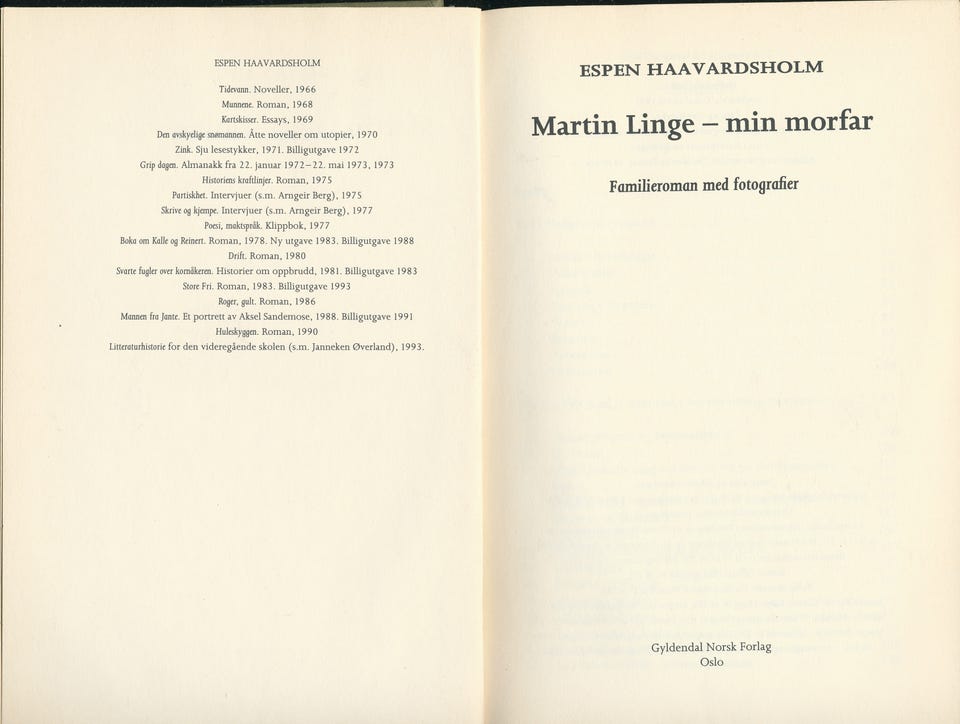 ESPEN HAAVARDSHOLM
Tidevann. Noveller, 1966
Munnene. Roman, 1968
Kartskisser. Essays, 1969
Den avskyelige snømannen. Åtte noveller om utopier, 1970
Zink. Sju lesestykker, 1971. Billigutgave 1972
Grip dagen. Almanakk fra 22. januar 1972–22. mai 1973, 1973
Historiens kraftlinjer. Roman, 1975
Partiskhet. Intervjuer (s.m. Arngeir Berg), 1975
Skrive og kjempe. Intervjuer (s.m. Arngeir Berg), 1977
Poesi, maktspråk. Klippbok, 1977
Boka om Kalle og Reinert. Roman, 1978. Ny utgave 1983. Billigutgave 1988
Drift. Roman, 1980
Svarte fugler over kornåkeren. Historier om oppbrudd, 1981. Billigutgave 1983
Store Fri. Roman, 1983. Billigutgave 1993
Roger, gult. Roman, 1986
Mannen fra Jante. Et portrett av Aksel Sandemose, 1988. Billigutgave 1991
Huleskyggen. Roman, 1990
Litteraturhistorie for den videregående skolen (s.m. Janneken Øverland), 1993.
ESPEN HAAVARDSHOLM
Martin Linge – min morfar
Familieroman med fotografier
Gyldendal Norsk Forlag
Oslo